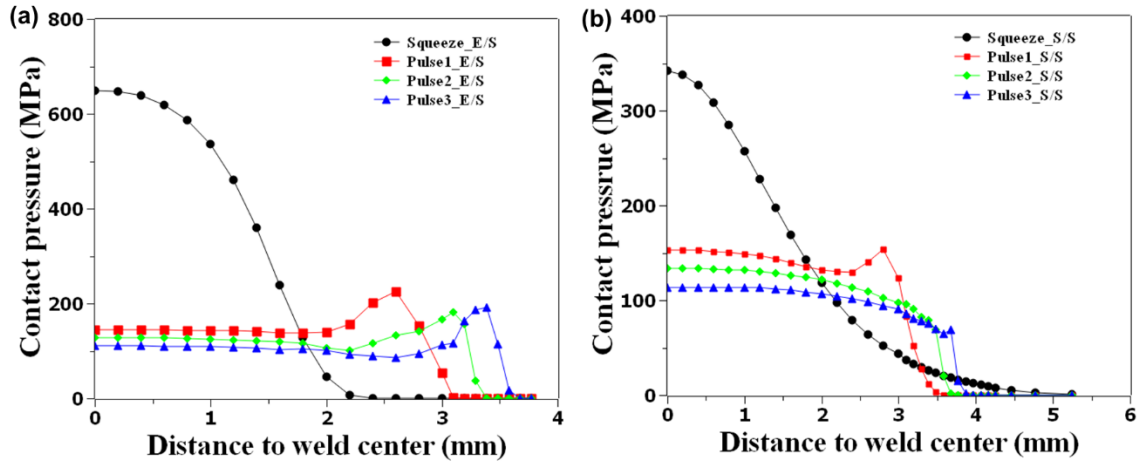 (a)
800
600
400
200
0
Contact pressure (MPa)
Squeeze_E/S
Pulse1_E/S
Pulse2_E/S
Pulse3_E/S
0 1 2 3 4
Distance to weld center (mm)
(b)
400
300
200
100
0
Contact pressrue (MPa)
Squeeze_S/S
Pulse1_S/S
Pulse2_S/S
Pulse3_S/S
0 1 2 3 4 5 6
Distance to weld center (mm)